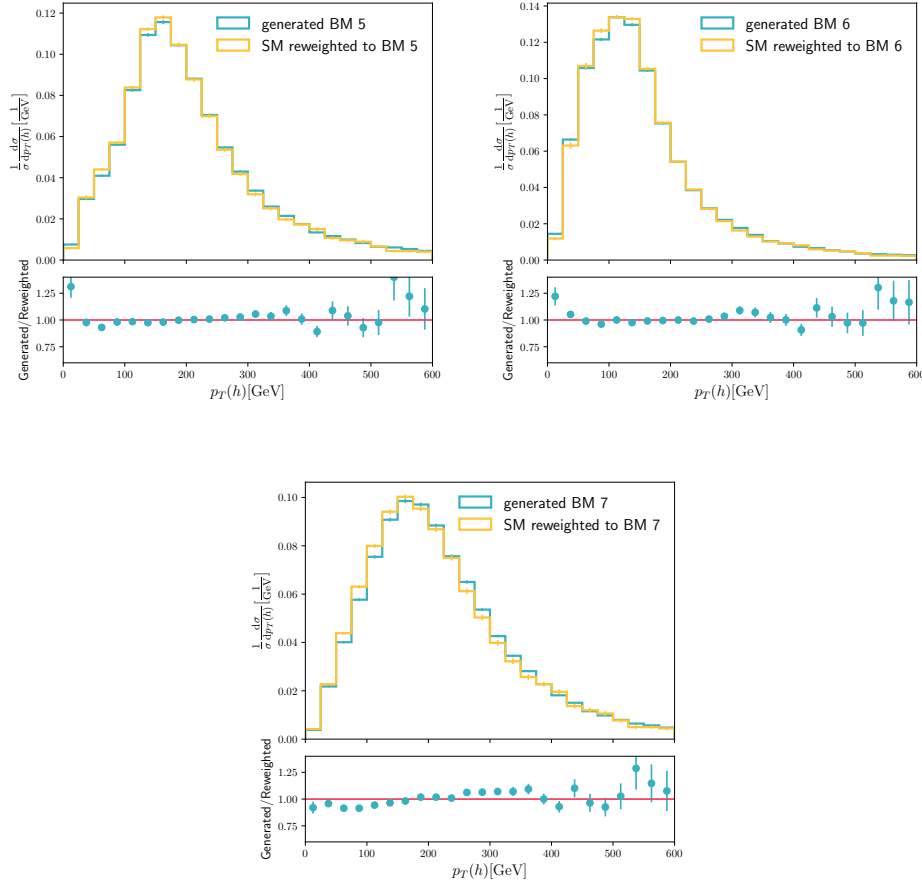 generated BM 5
SM reweighted to BM 5
0.12
0.10
0.08
0.06
0.04
0.02
0.00
1/σ dσ/dp_T(h) [1/GeV]
Generated/Reweighted
1.25
1.00
0.75
0 100 200 300 400 500 600
p_T(h)[GeV]
generated BM 6
SM reweighted to BM 6
0.14
0.12
0.10
0.08
0.06
0.04
0.02
0.00
1/σ dσ/dp_T(h) [1/GeV]
Generated/Reweighted
1.25
1.00
0.75
0 100 200 300 400 500 600
p_T(h)[GeV]
generated BM 7
SM reweighted to BM 7
0.10
0.08
0.06
0.04
0.02
0.00
1/σ dσ/dp_T(h) [1/GeV]
Generated/Reweighted
1.25
1.00
0.75
0 100 200 300 400 500 600
p_T(h)[GeV]